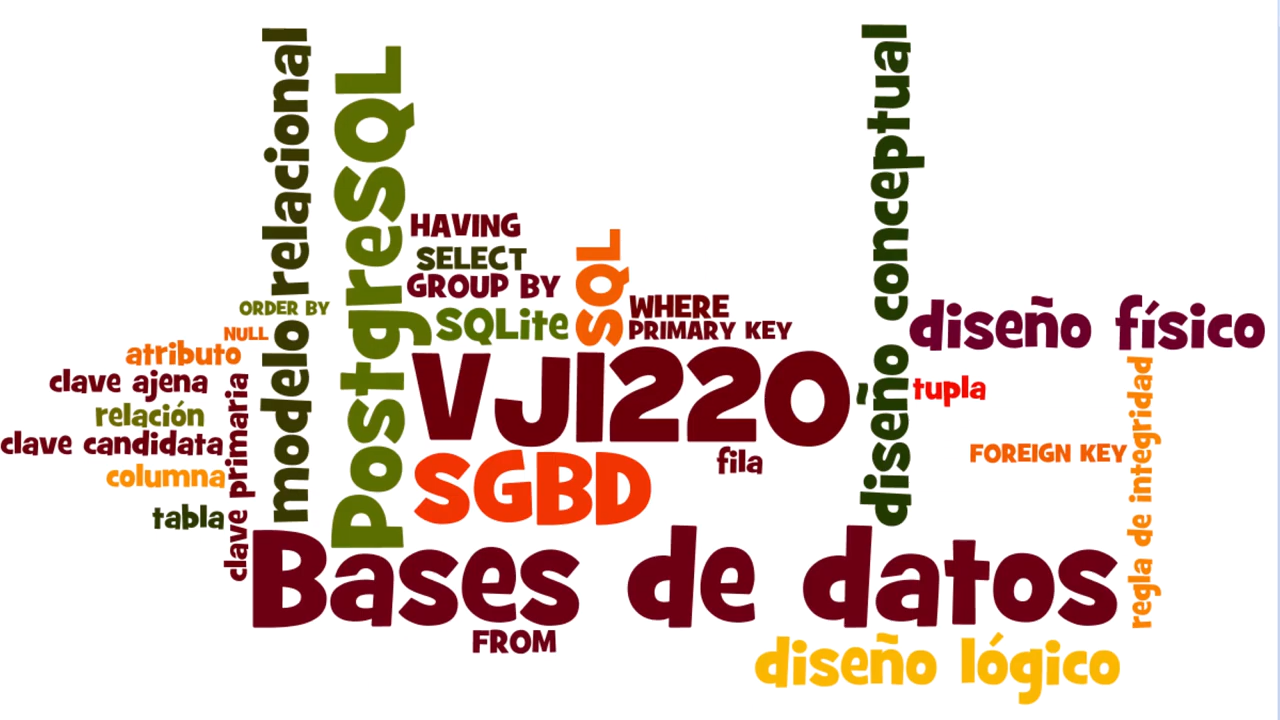 modelo relacional
PostgreSQL
diseño conceptual
HAVING
SELECT
GROUP BY
SQL
ORDER BY
SQLite
WHERE
PRIMARY KEY
diseño físico
NULL
atributo
clave ajena
relación
clave candidata
columna
tabla
clave primaria
VJ1220
tupla
fila
FOREIGN KEY
regla de integridad
SGBD
Bases de datos
FROM
diseño lógico